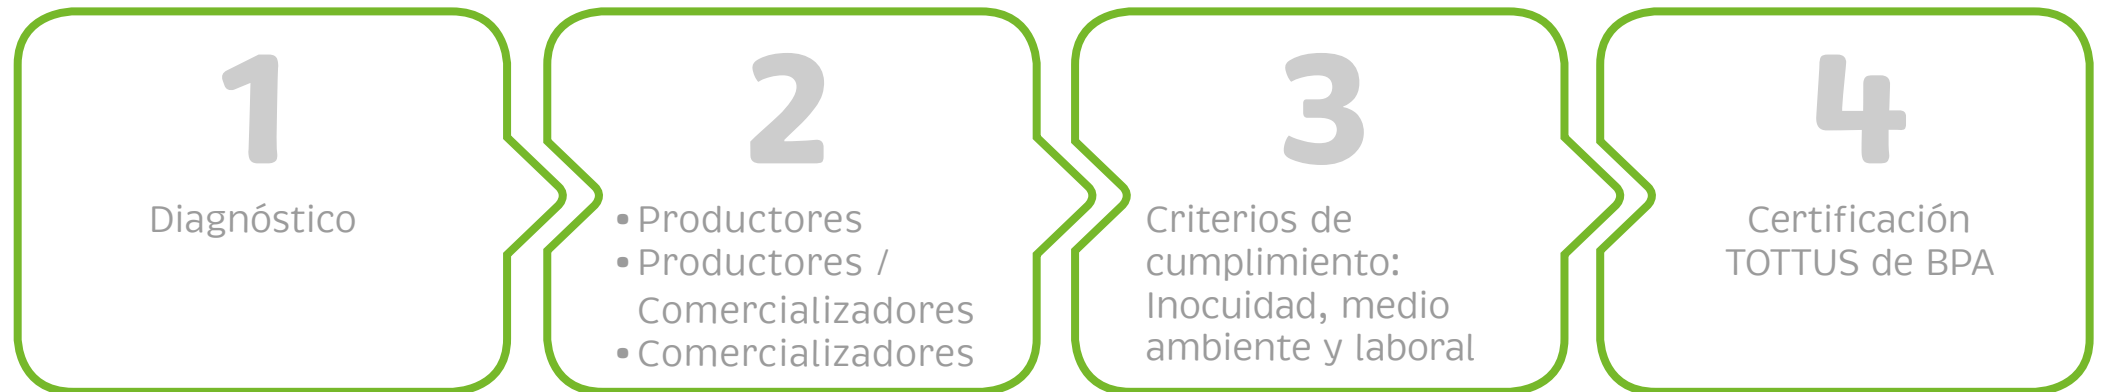 1
Diagnóstico
2
• Productores
• Productores /
Comercializadores
• Comercializadores
3
Criterios de
cumplimiento:
Inocuidad, medio
ambiente y laboral
4
Certificación
TOTTUS de BPA